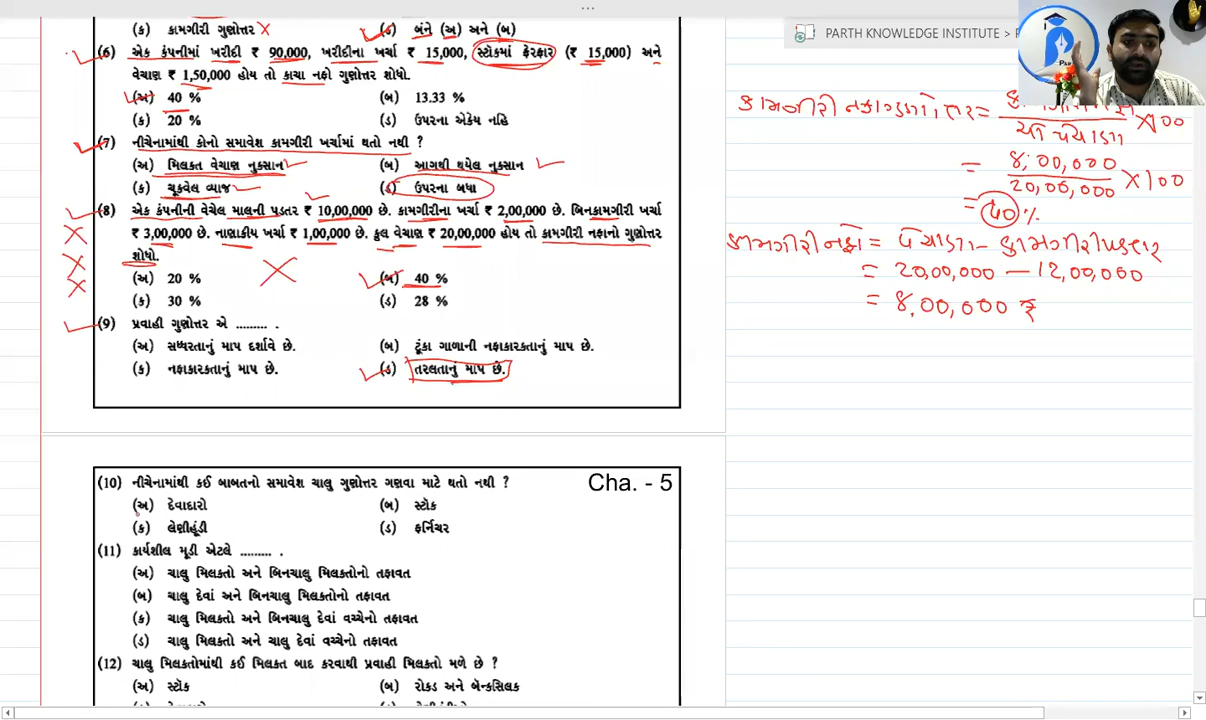 PARTH KNOWLEDGE INSTITUTE
(ક) કામગીરી ગુણોત્તર (ડ) બંને (અ) અને (બ)
(6) એક કંપનીમાં ખરીદી ₹ 90,000, ખરીદીના ખર્ચા ₹ 15,000, સ્ટૉકમાં ફેરફાર (₹ 15,000) અને
વેચાણ ₹ 1,50,000 હોય તો કાચા નફો ગુણોત્તર શોધો.
(અ) 40 % (બ) 13.33 %
(ક) 20 % (ડ) ઉપરના એકેય નહિ
(7) નીચેનામાંથી કોનો સમાવેશ કામગીરી ખર્ચામાં થતો નથી ?
(અ) મિલકત વેચાણ નુક્સાન (બ) આગથી થયેલ નુક્સાન
(ક) ચૂકવેલ વ્યાજ (ડ) ઉપરના બધા
(8) એક કંપનીની વેચેલ માલની પડતર ₹ 10,00,000 છે. કામગીરીના ખર્ચા ₹ 2,00,000 છે. બિનકામગીરી ખર્ચા
₹ 3,00,000 છે. નાણાકીય ખર્ચા ₹ 1,00,000 છે. કુલ વેચાણ ₹ 20,00,000 હોય તો કામગીરી નફાનો ગુણોત્તર
શોધો.
(અ) 20 % (બ) 40 %
(ક) 30 % (ડ) 28 %
(9) પ્રવાહી ગુણોત્તર એ ......... .
(અ) સધ્ધરતાનું માપ દર્શાવે છે. (બ) ટૂંકા ગાળાની નફાકારક્તાનું માપ છે.
(ક) નફાકારકતાનું માપ છે. (ડ) તરલતાનું માપ છે.
× 100
વેચાણ
= 8,00,000 / 20,00,000 × 100
= 40 %
કામગીરી નફો = વેચાણ - કામગીરી પડતર
= 20,00,000 - 12,00,000
= 8,00,000 ₹
Cha. - 5
(10) નીચેનામાંથી કઈ બાબતનો સમાવેશ ચાલુ ગુણોત્તર ગણવા માટે થતો નથી ?
(અ) દેવાદારો (બ) સ્ટૉક
(ક) લેણીહૂંડી (ડ) ફર્નિચર
(11) કાર્યશીલ મૂડી એટલે ......... .
(અ) ચાલુ મિલકતો અને બિનચાલુ મિલકતોનો તફાવત
(બ) ચાલુ દેવાં અને બિનચાલુ મિલકતોનો તફાવત
(ક) ચાલુ મિલકતો અને બિનચાલુ દેવાં વચ્ચેનો તફાવત
(ડ) ચાલુ મિલકતો અને ચાલુ દેવાં વચ્ચેનો તફાવત
(12) ચાલુ મિલકતોમાંથી કઈ મિલકત બાદ કરવાથી પ્રવાહી મિલકતો મળે છે ?
(અ) સ્ટૉક (બ) રોકડ અને બૅન્કસિલક